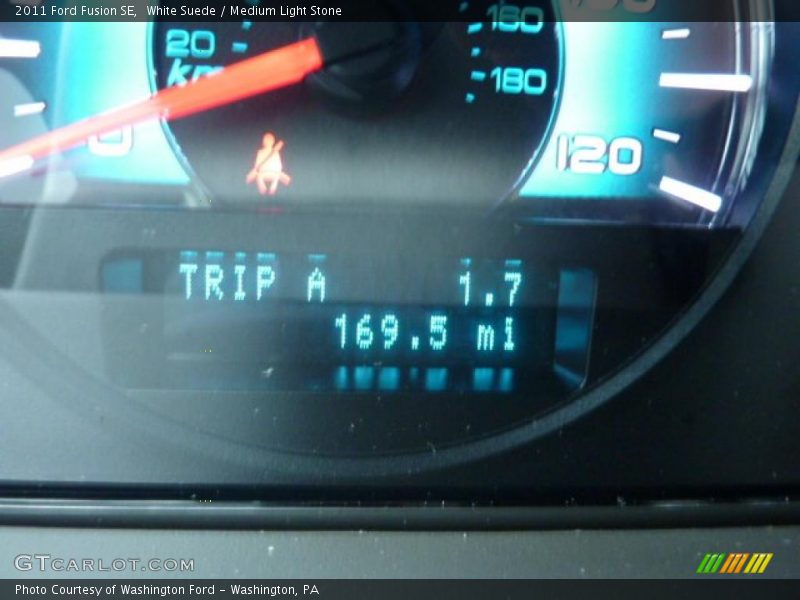 2011 Ford Fusion SE, White Suede / Medium Light Stone
20
km
160
180
0
120
TRIP A 1.7
169.5 mi
GTCARLOT.COM
Photo Courtesy of Washington Ford - Washington, PA